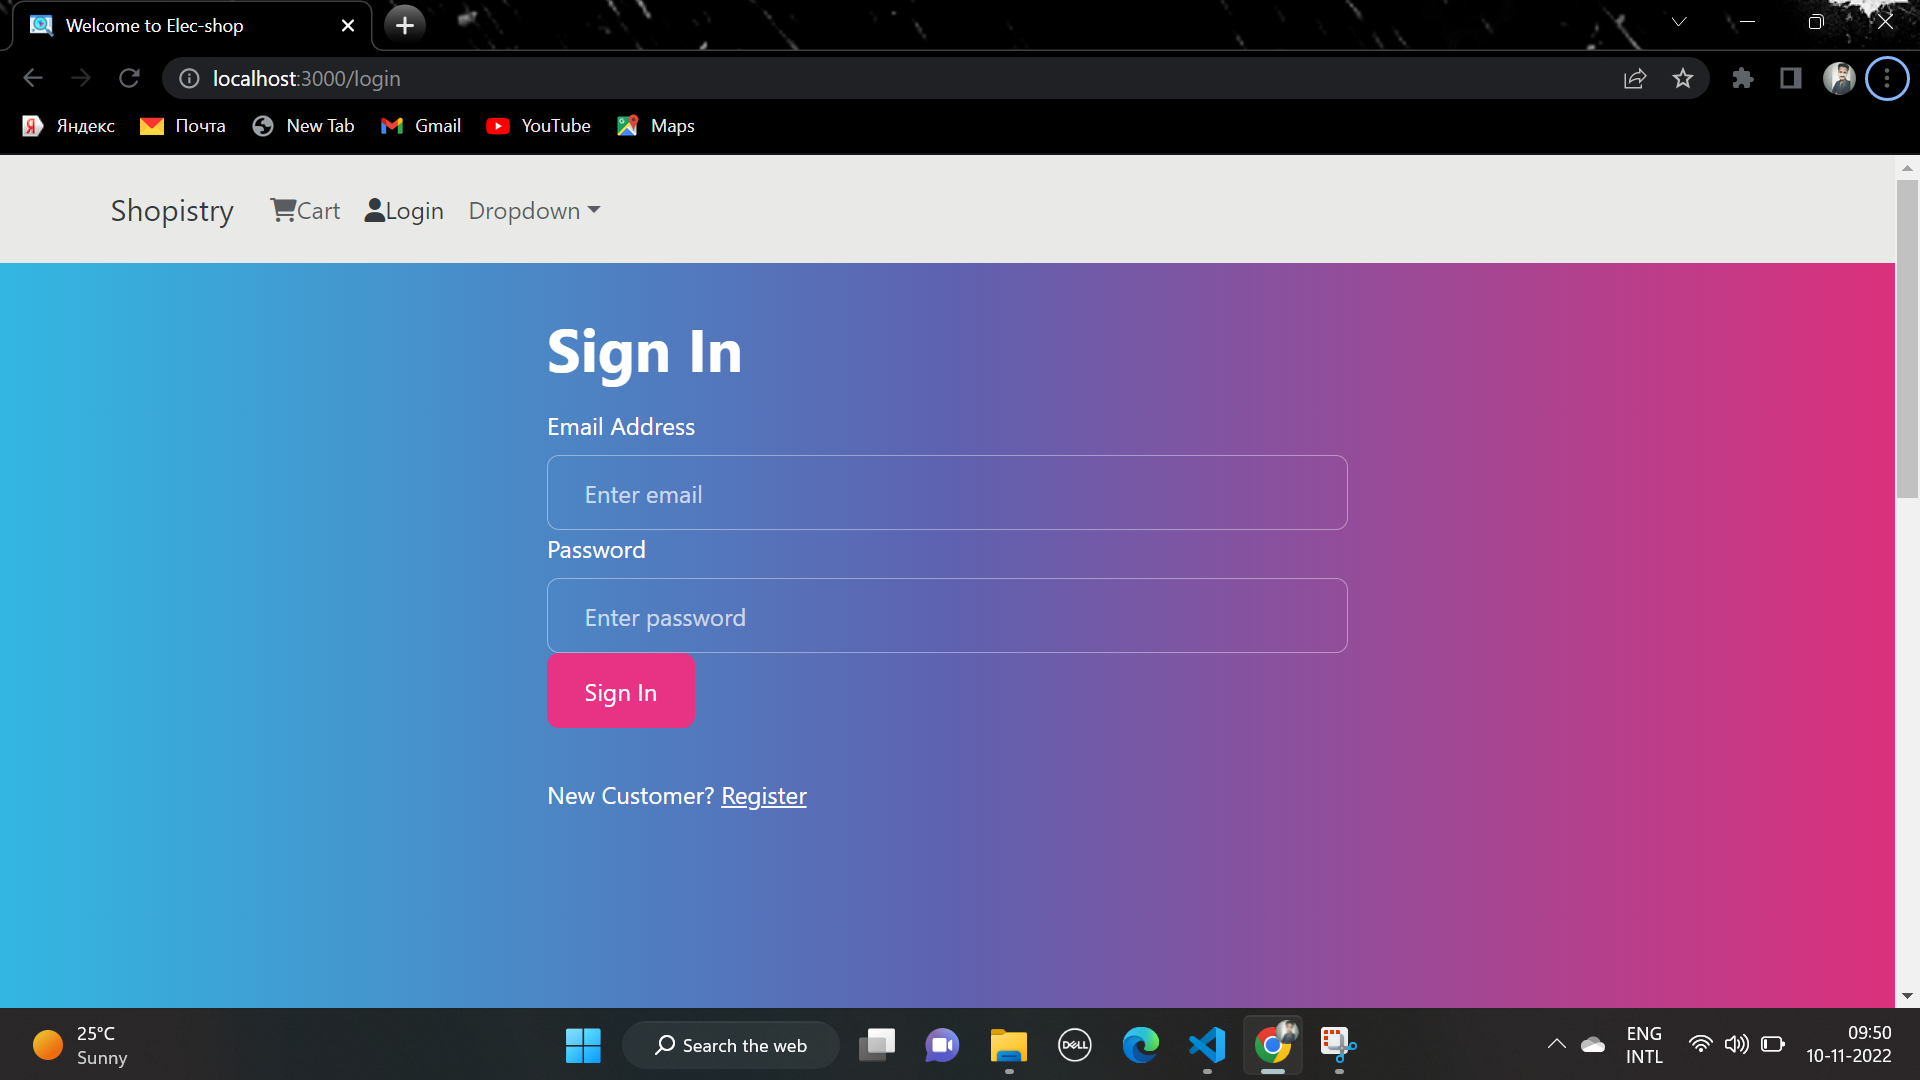 Welcome to Elec-shop
localhost:3000/login
Яндекс Почта New Tab Gmail YouTube Maps
Shopistry Cart Login Dropdown
Sign In
Email Address
Enter email
Password
Enter password
Sign In
New Customer? Register
25°C
Sunny
Search the web
DELL
ENG
INTL
09:50
10-11-2022